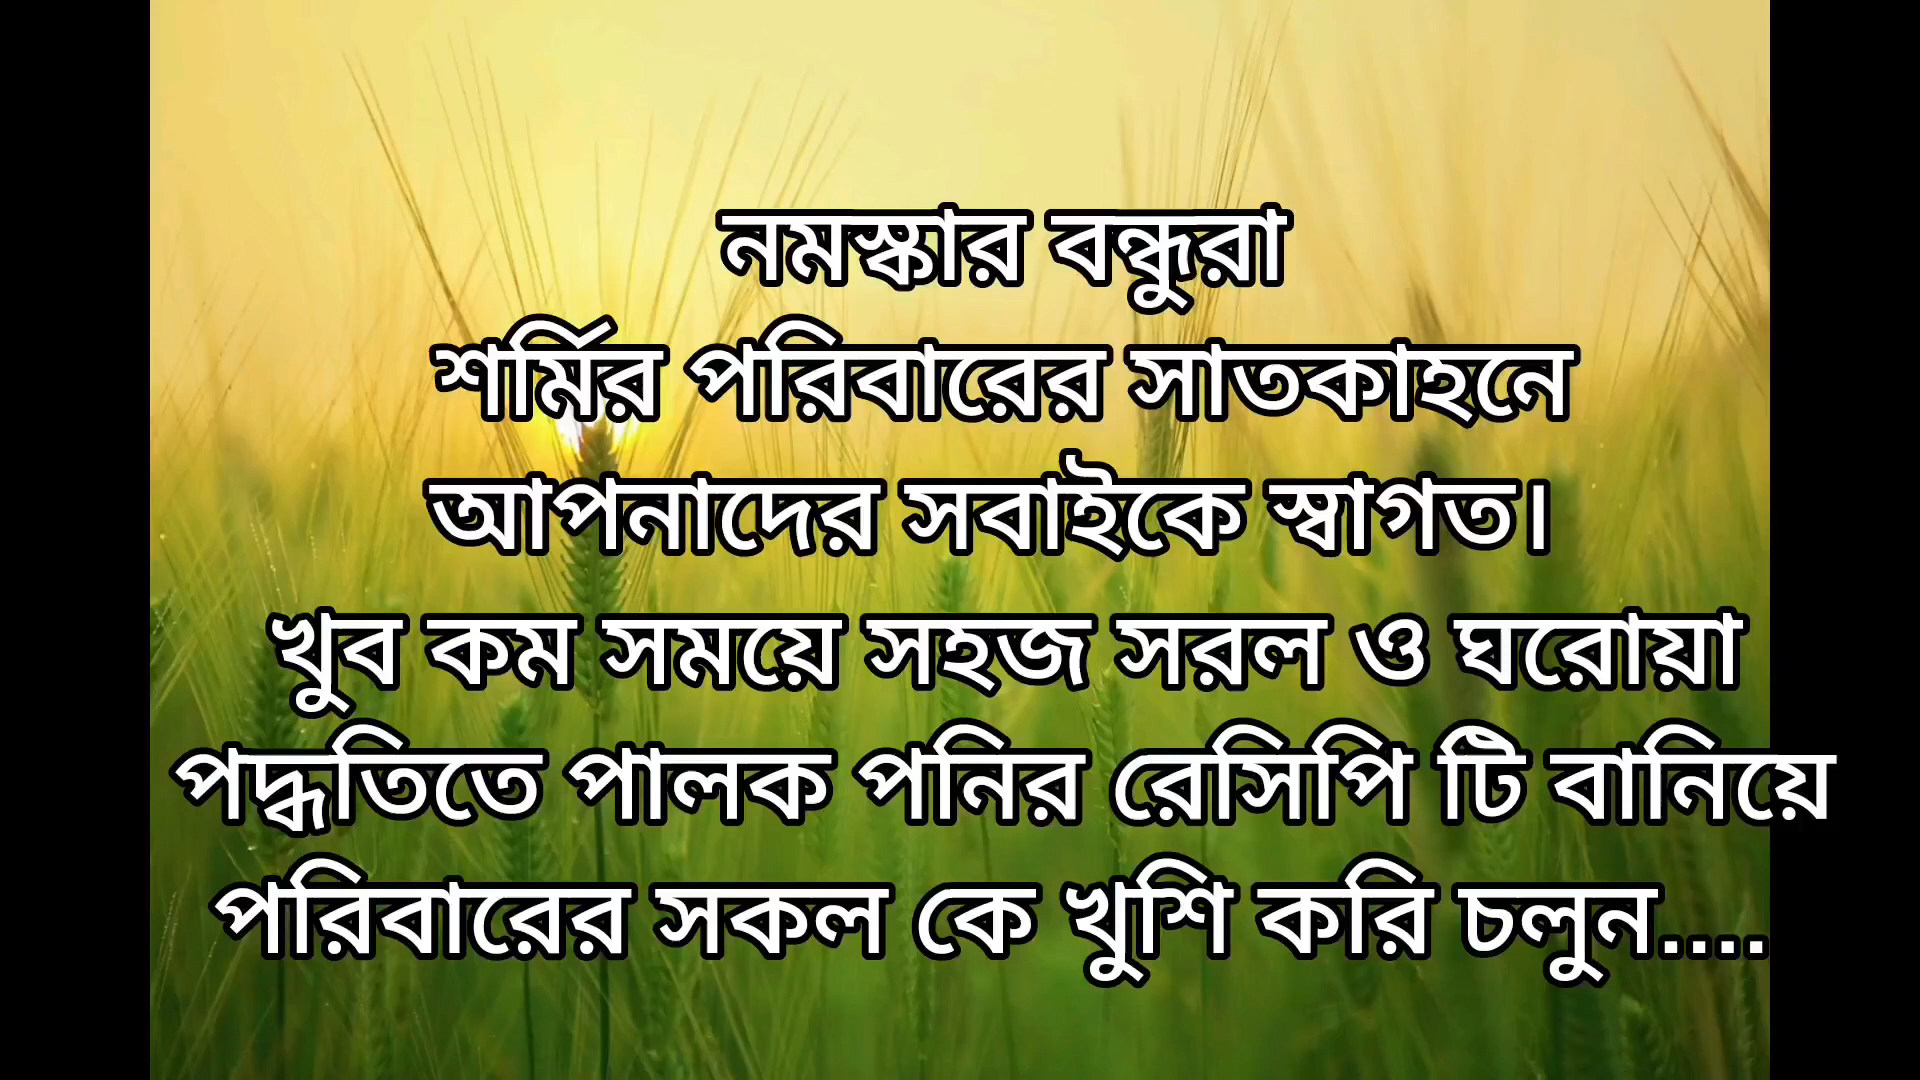 নমস্কার বন্ধুরা
শর্মির পরিবারের সাতকাহনে
আপনাদের সবাইকে স্বাগত।
খুব কম সময়ে সহজ সরল ও ঘরোয়া
পদ্ধতিতে পালক পনির রেসিপি টি বানিয়ে
পরিবারের সকল কে খুশি করি চলুন....